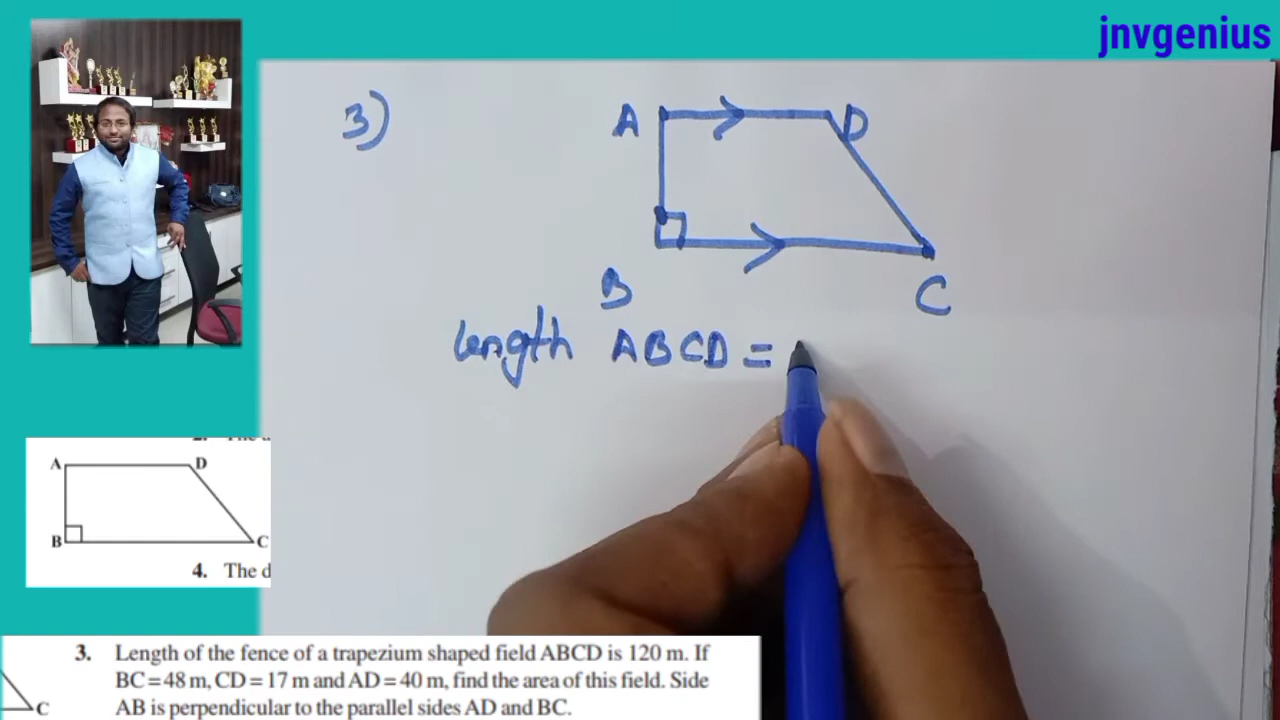 jnvgenius
3)
A D
B C
length ABCD =
A D
B C
4. The d
3. Length of the fence of a trapezium shaped field ABCD is 120 m. If
BC = 48 m, CD = 17 m and AD = 40 m, find the area of this field. Side
AB is perpendicular to the parallel sides AD and BC.
C